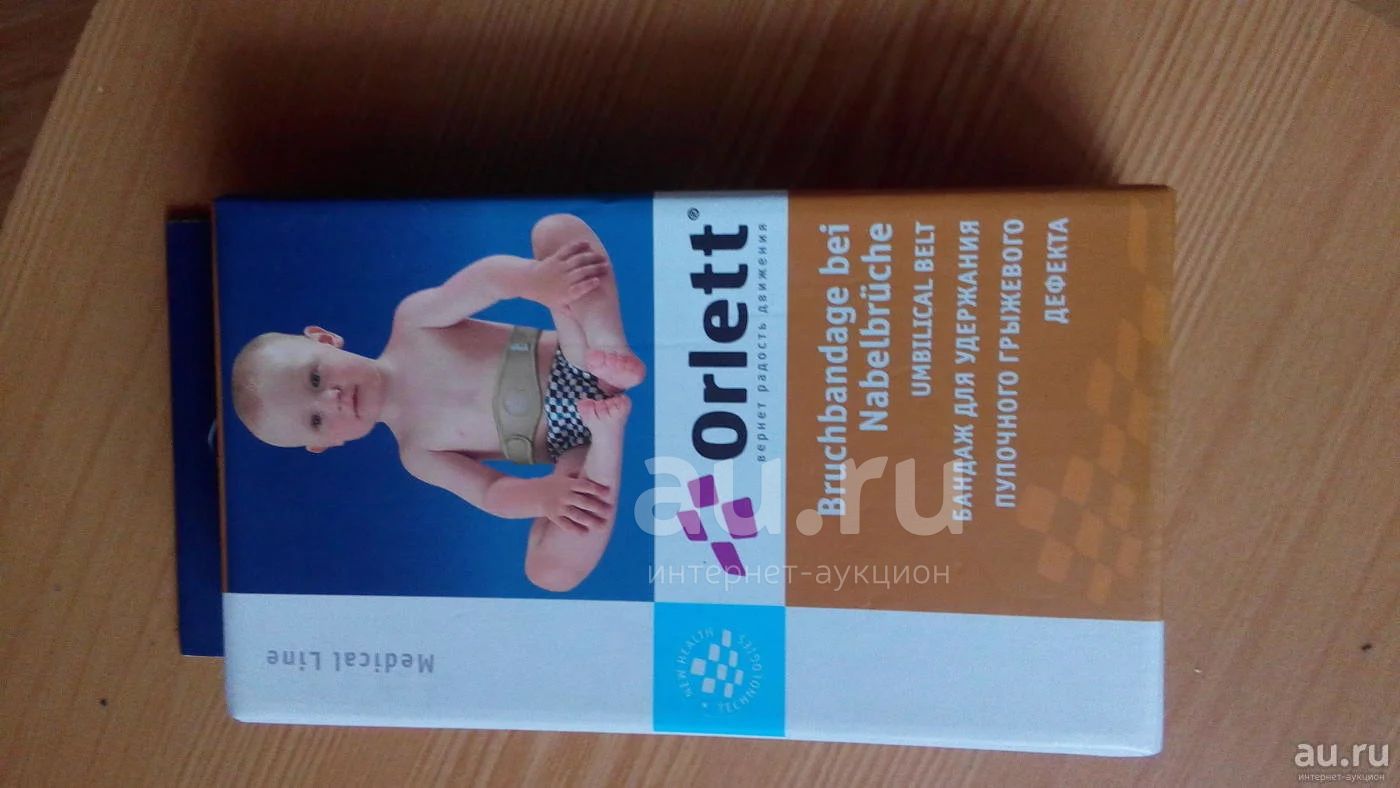 Orlett®
вернет радость движения
Bruchbandage bei
Nabelbrüche
UMBILICAL BELT
БАНДАЖ ДЛЯ УДЕРЖАНИЯ
ПУПОЧНОГО ГРЫЖЕВОГО
ДЕФЕКТА
Medical Line
NEW HEALTH
TECHNOLOGIES
au.ru
интернет-аукцион
au.ru
интернет-аукцион